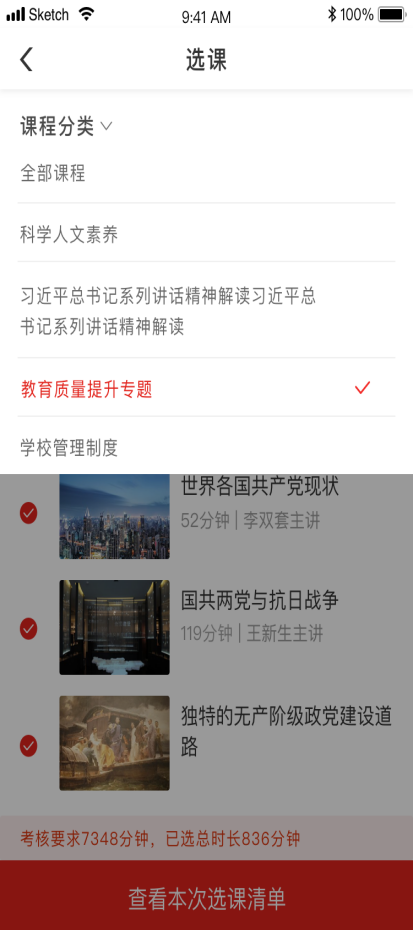 Sketch
9:41 AM
100%
选课
课程分类
全部课程
科学人文素养
习近平总书记系列讲话精神解读习近平总
书记系列讲话精神解读
教育质量提升专题
学校管理制度
世界各国共产党现状
52分钟 | 李双套主讲
国共两党与抗日战争
119分钟 | 王新生主讲
独特的无产阶级政党建设道
路
考核要求7348分钟，已选总时长836分钟
查看本次选课清单